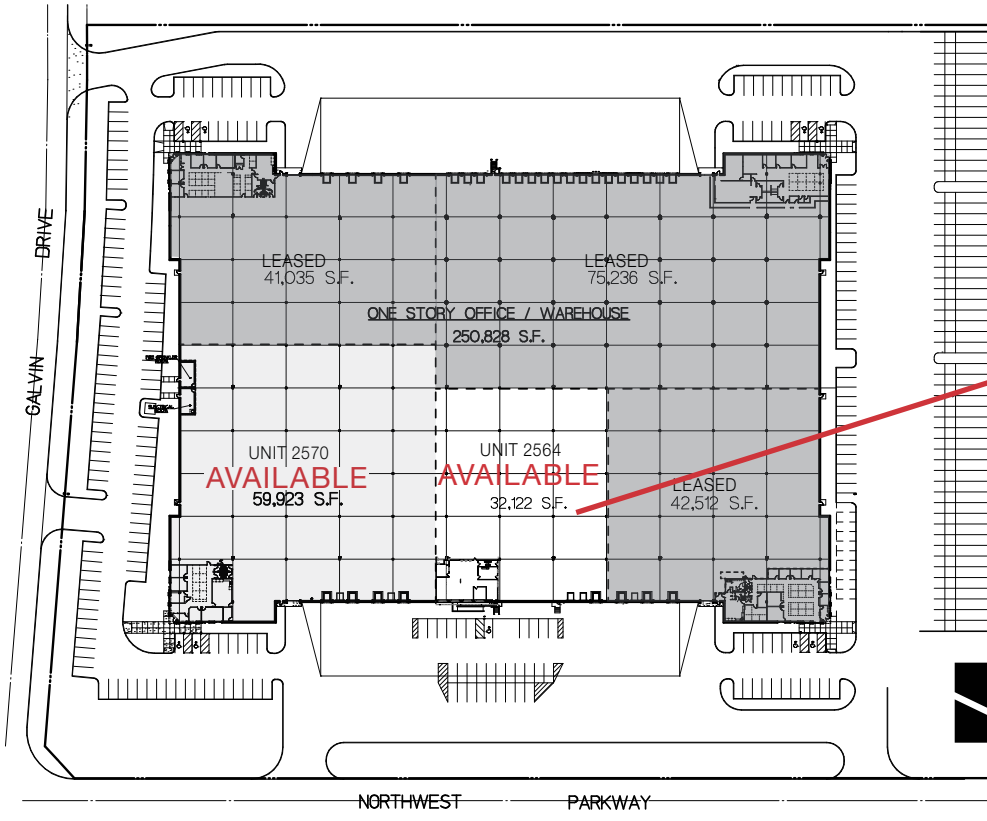 LEASED
41,035 S.F.
LEASED
75,236 S.F.
ONE STORY OFFICE / WAREHOUSE
250,828 S.F.
GALVIN DRIVE
UNIT 2570
AVAILABLE
59,923 S.F.
UNIT 2564
AVAILABLE
32,122 S.F.
LEASED
42,512 S.F.
NORTHWEST PARKWAY